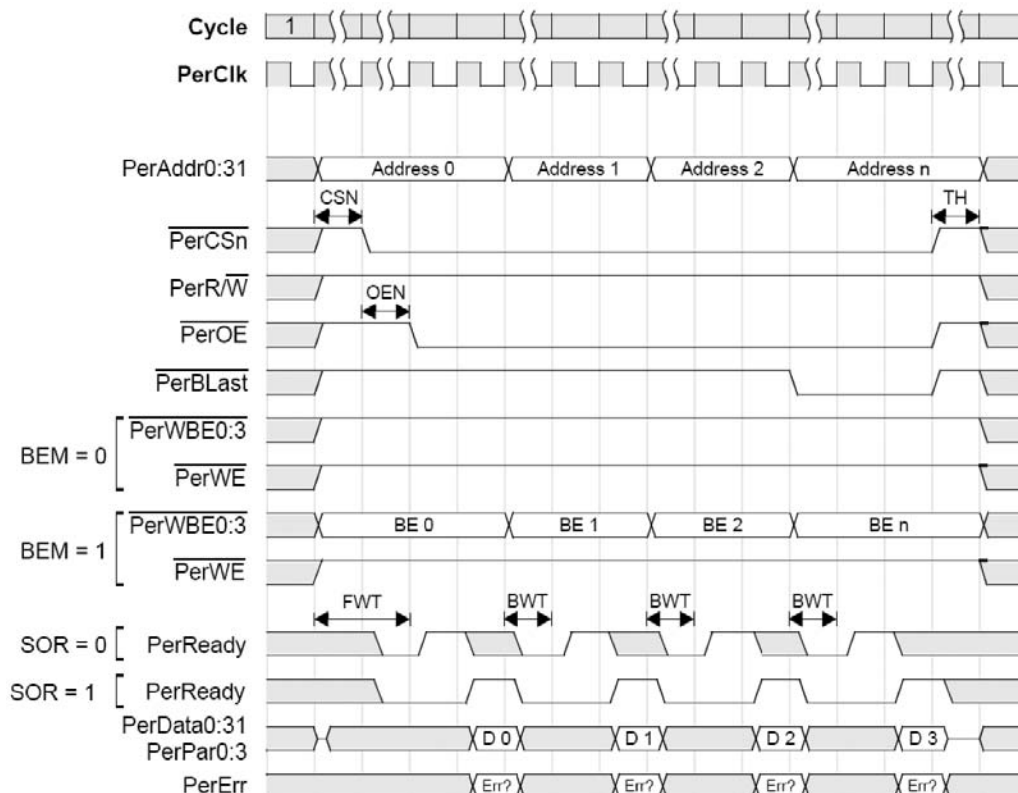 Cycle 1
PerClk
PerAddr0:31 Address 0 Address 1 Address 2 Address n
CSN TH
PerCSn
PerR/W
OEN
PerOE
PerBLast
BEM = 0 PerWBE0:3
PerWE
BEM = 1 PerWBE0:3 BE 0 BE 1 BE 2 BE n
PerWE
FWT BWT BWT BWT
SOR = 0 PerReady
SOR = 1 PerReady
PerData0:31
PerPar0:3 D 0 D 1 D 2 D 3
PerErr Err? Err? Err? Err?